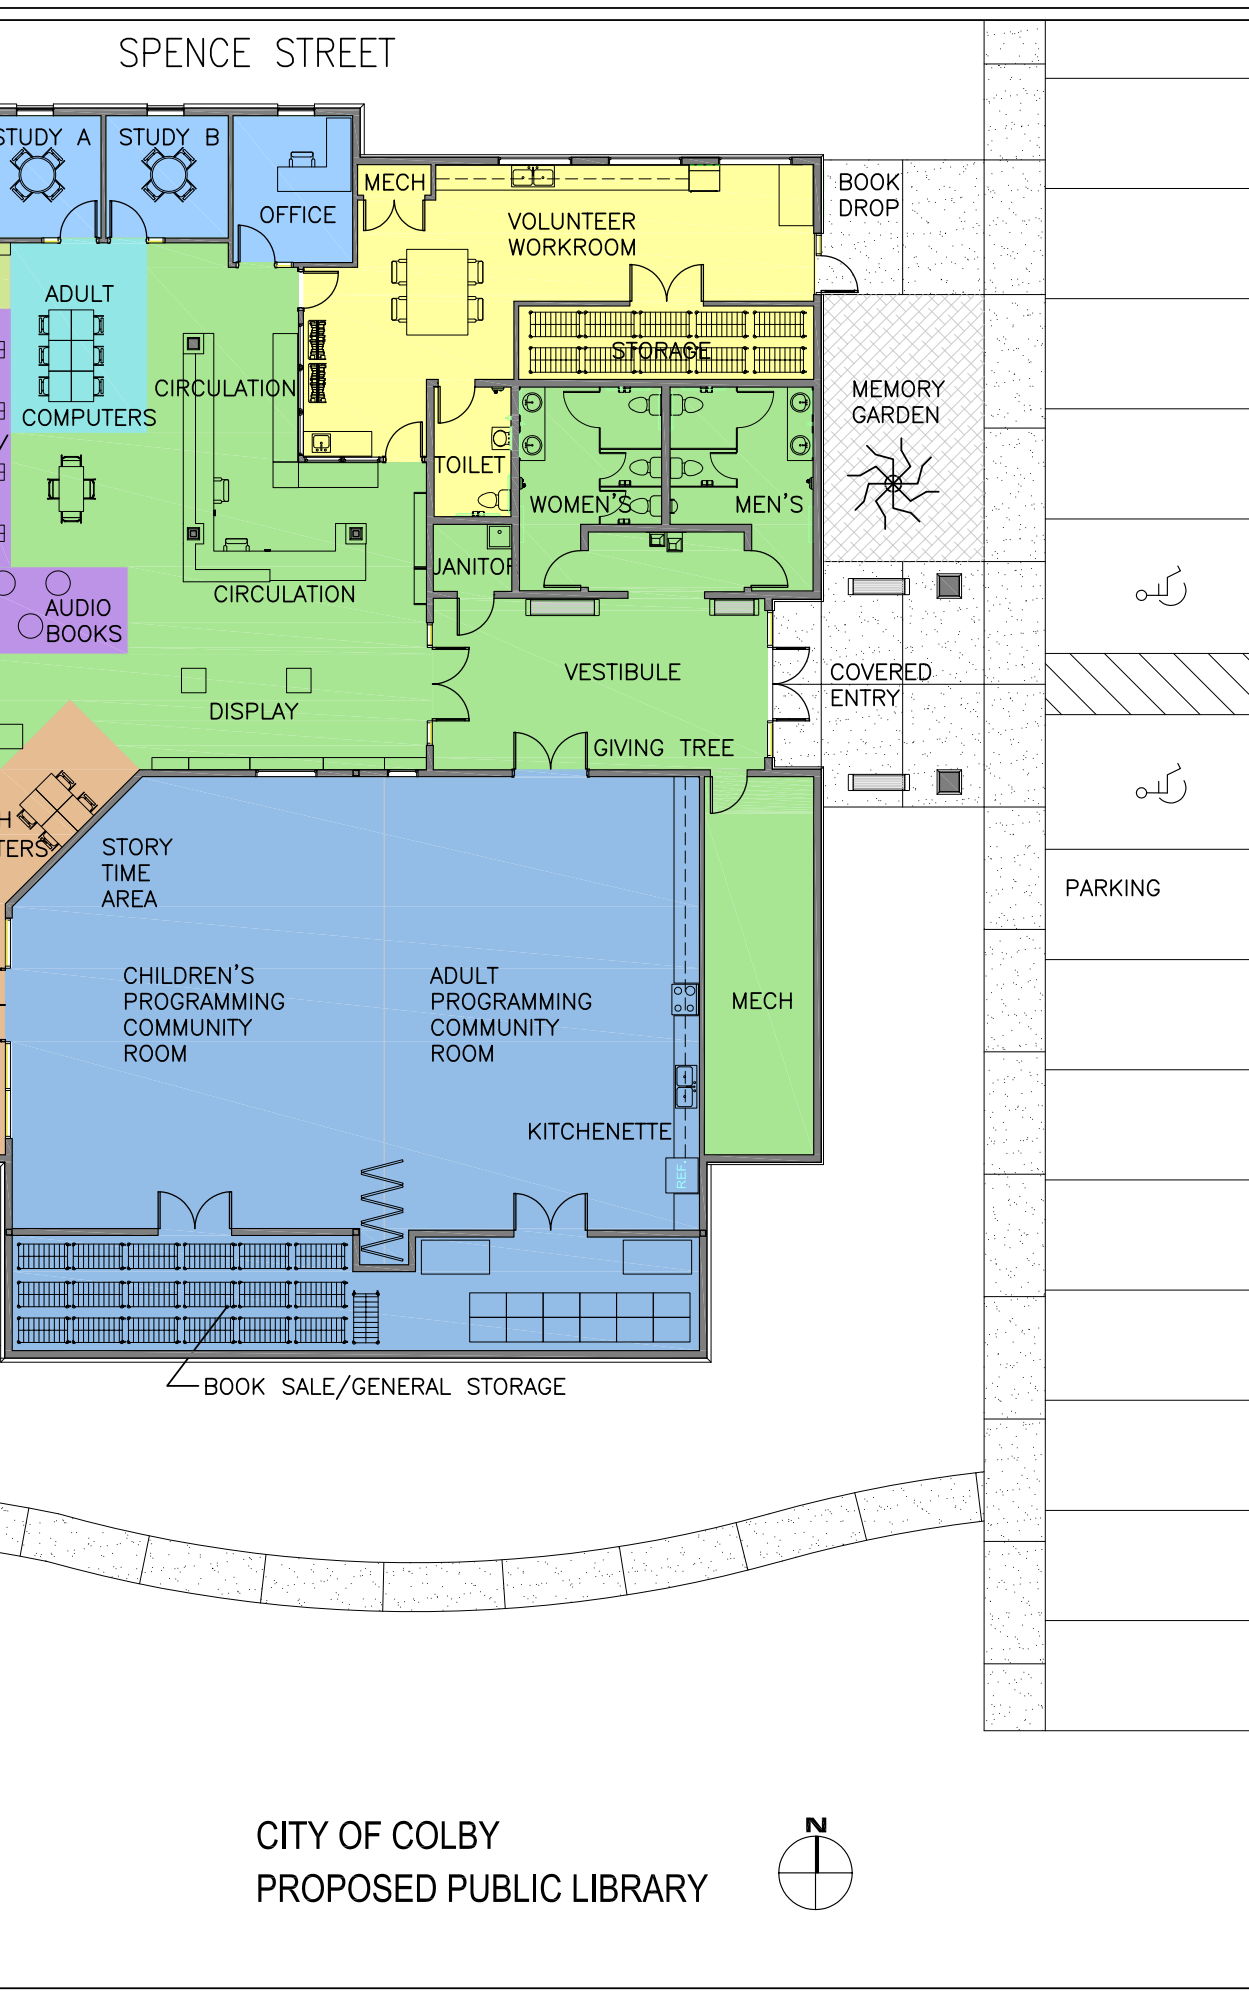 SPENCE STREET
STUDY A
STUDY B
OFFICE
MECH
VOLUNTEER
WORKROOM
BOOK
DROP
ADULT
COMPUTERS
CIRCULATION
STORAGE
MEMORY
GARDEN
TOILET
WOMEN'S
MEN'S
JANITOR
CIRCULATION
AUDIO
BOOKS
VESTIBULE
COVERED
ENTRY
DISPLAY
GIVING TREE
STORY
TIME
AREA
PARKING
CHILDREN'S
PROGRAMMING
COMMUNITY
ROOM
ADULT
PROGRAMMING
COMMUNITY
ROOM
MECH
KITCHENETTE
REF.
BOOK SALE/GENERAL STORAGE
CITY OF COLBY
PROPOSED PUBLIC LIBRARY
N